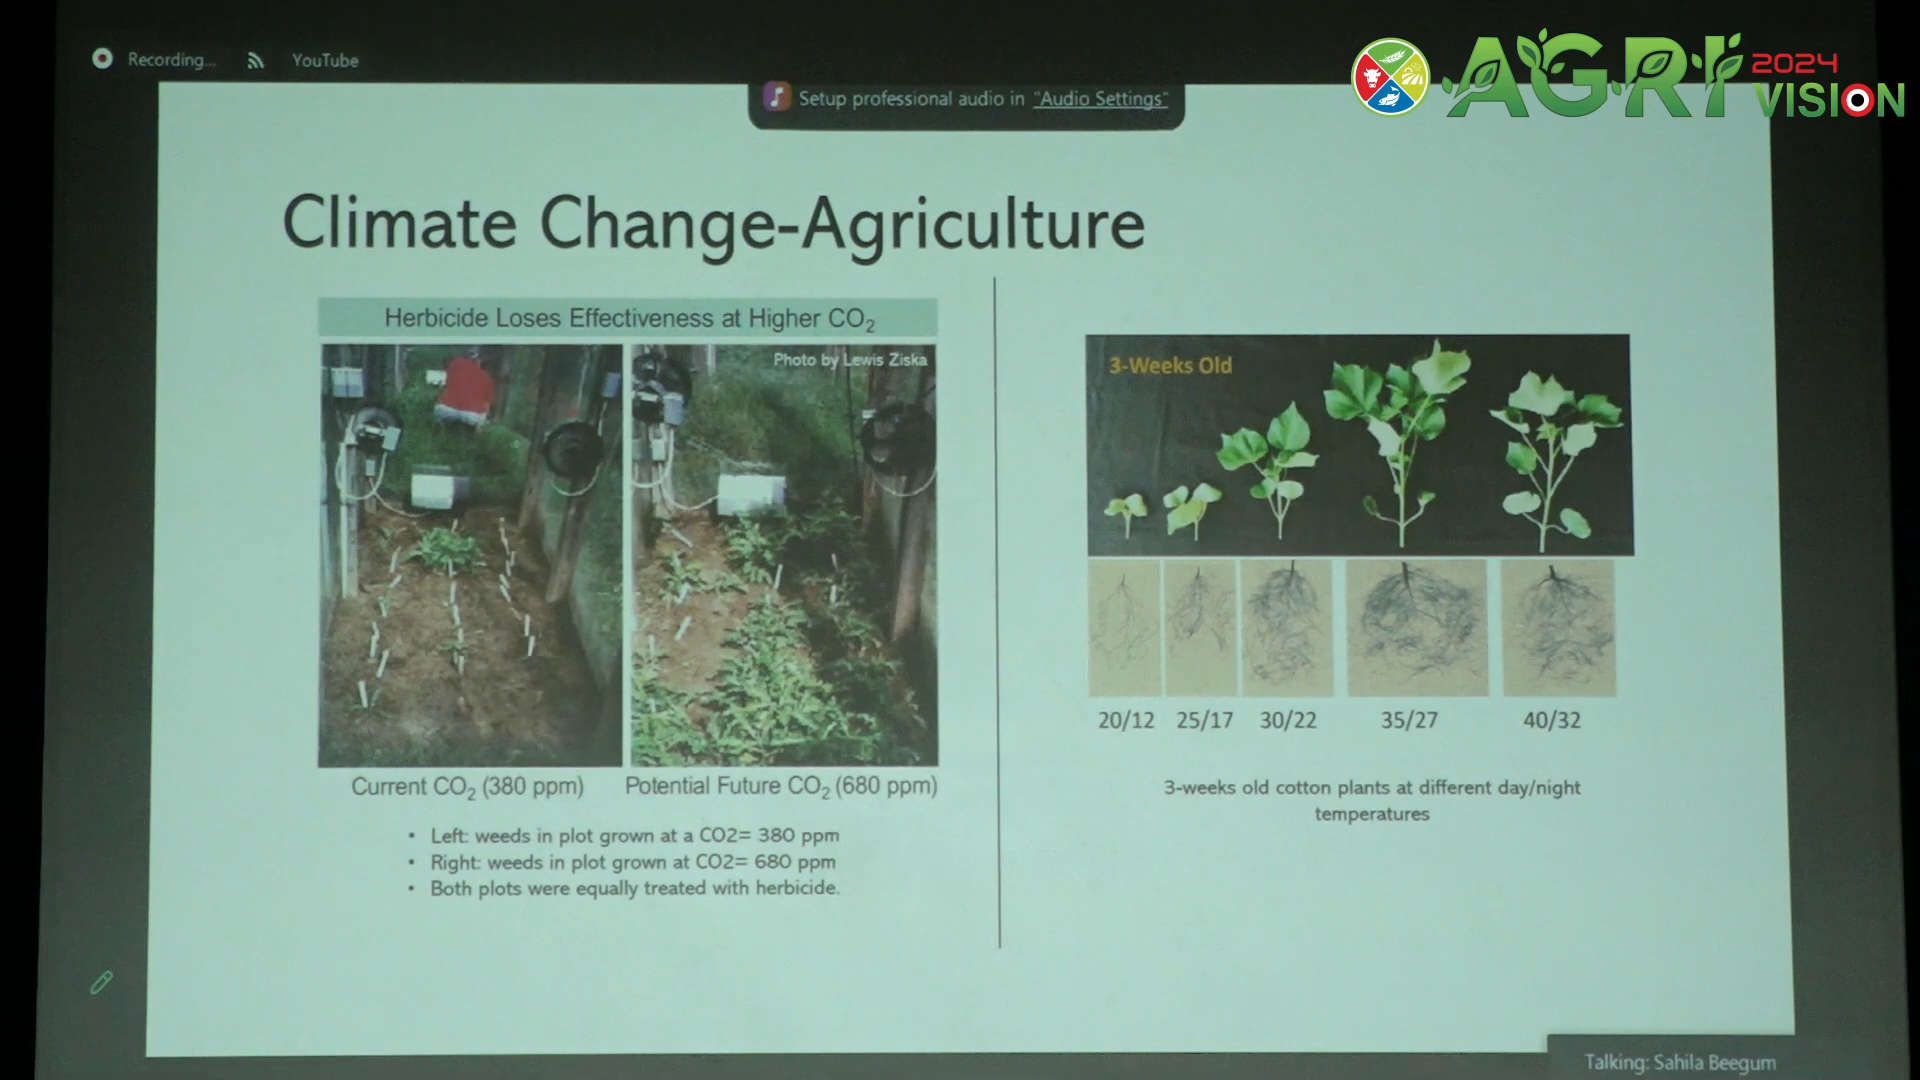 Recording...
YouTube
Setup professional audio in "Audio Settings"
AGRI
2024
VISION
Climate Change-Agriculture
Herbicide Loses Effectiveness at Higher CO₂
Photo by Lewis Ziska
Current CO₂ (380 ppm)
Potential Future CO₂ (680 ppm)
• Left: weeds in plot grown at a CO2= 380 ppm
• Right: weeds in plot grown at CO2= 680 ppm
• Both plots were equally treated with herbicide.
3-Weeks Old
20/12 25/17 30/22 35/27 40/32
3-weeks old cotton plants at different day/night
temperatures
Talking: Sahila Beegum